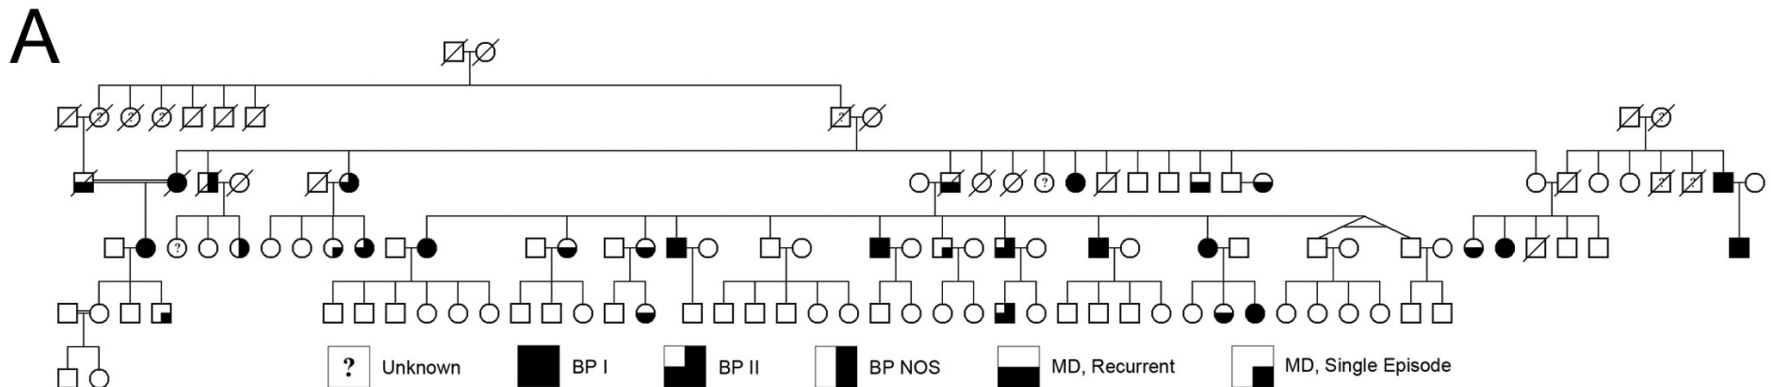 A
? ? ? ? ?
?
? ?
?
? Unknown BP I BP II BP NOS MD, Recurrent MD, Single Episode